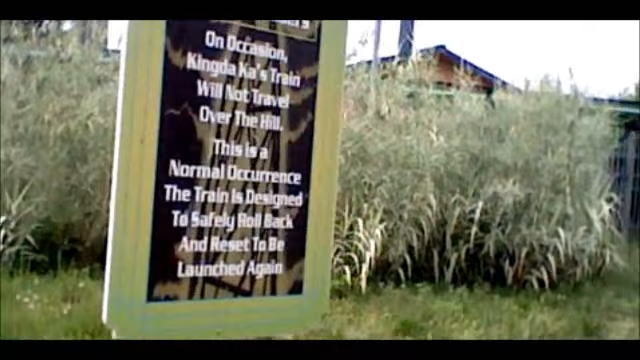 On Occasion,
Kingda Ka's Train
Will Not Travel
Over The Hill.
This is a
Normal Occurrence
The Train is Designed
To Safely Roll Back
And Reset To Be
Launched Again